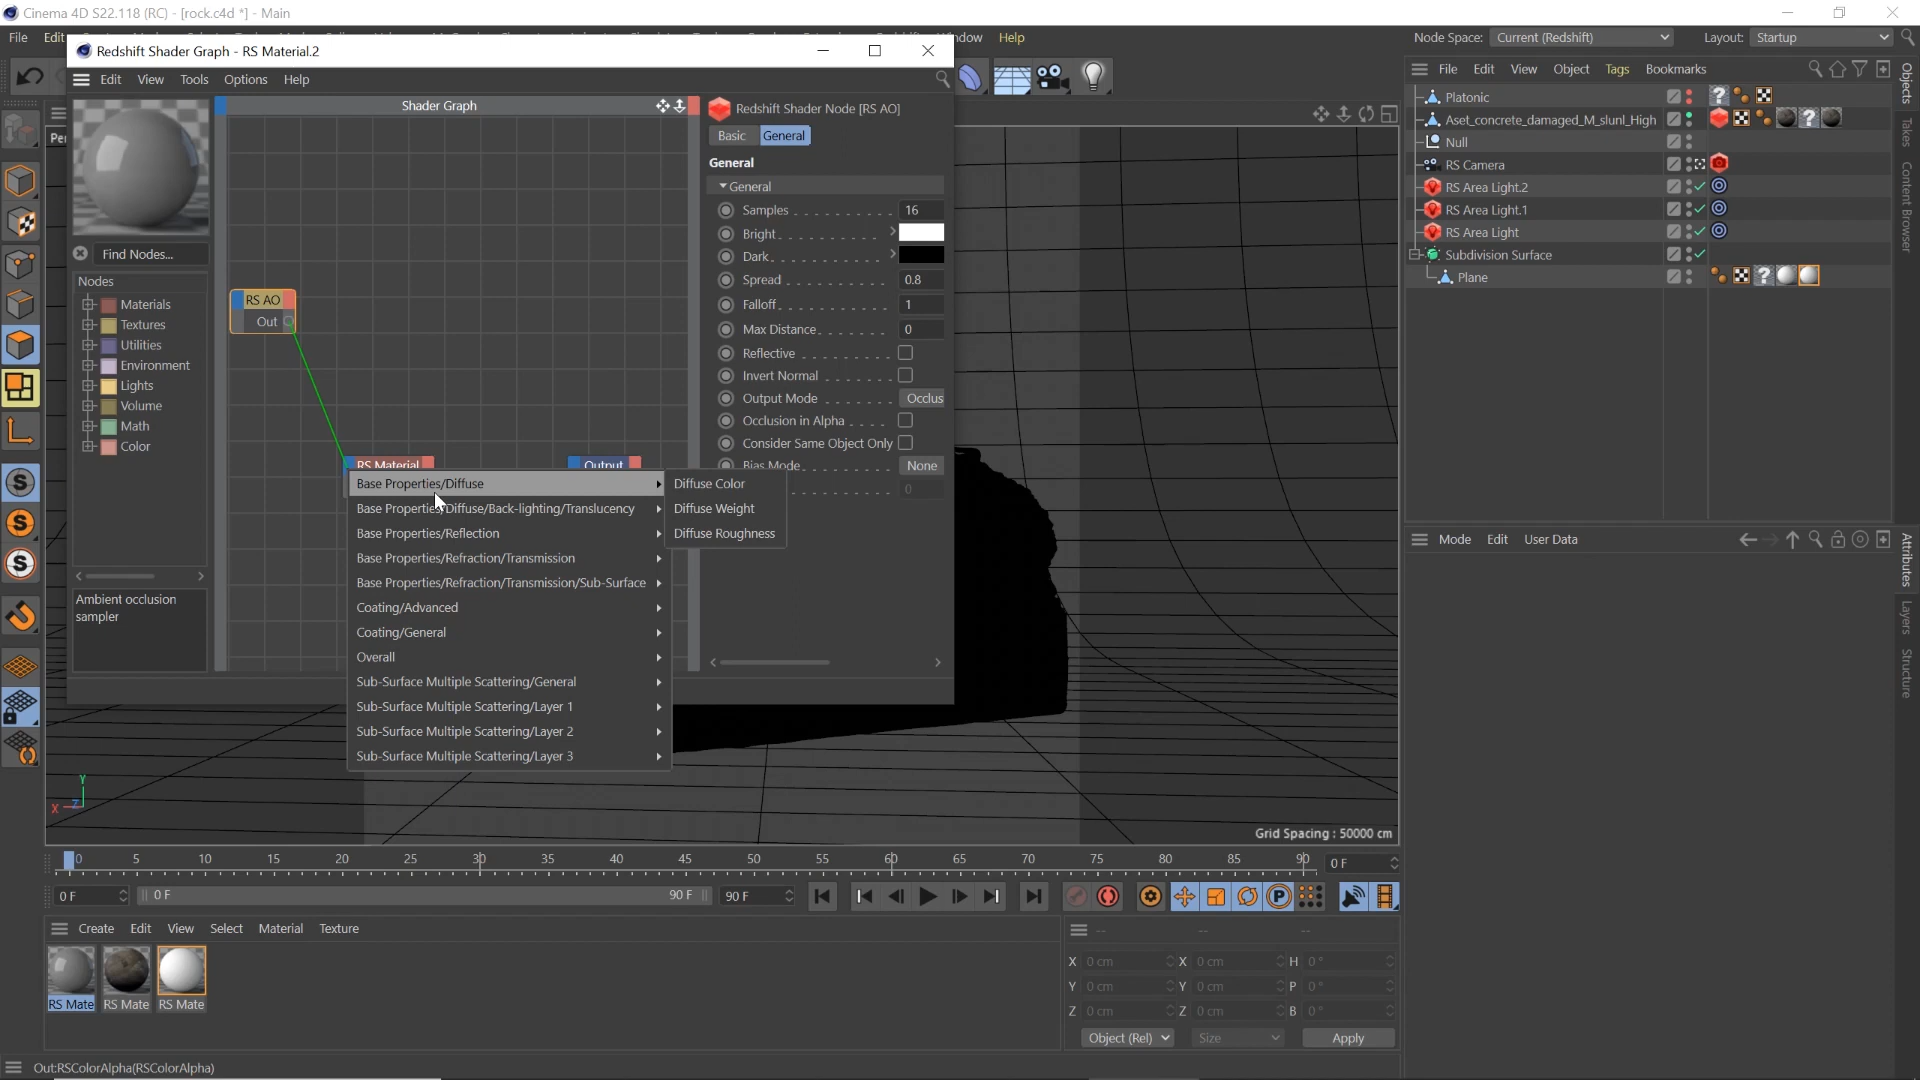 Cinema 4D S22.118 (RC) - [rock.c4d *] - Main
File Edit Help
Node Space: Current (Redshift) Layout: Startup
Redshift Shader Graph - RS Material.2
Edit View Tools Options Help
Shader Graph
Find Nodes...
Nodes
Materials
Textures
Utilities
Environment
Lights
Volume
Math
Color
Ambient occlusion
sampler
RS AO
Out
RS Material
Output
Redshift Shader Node [RS AO]
Basic General
General
General
Samples 16
Bright
Dark
Spread 0.8
Falloff 1
Max Distance 0
Reflective
Invert Normal
Output Mode Occlus
Occlusion in Alpha
Consider Same Object Only
Bias Mode None
0
Base Properties/Diffuse
Base Properties/Diffuse/Back-lighting/Translucency
Base Properties/Reflection
Base Properties/Refraction/Transmission
Base Properties/Refraction/Transmission/Sub-Surface
Coating/Advanced
Coating/General
Overall
Sub-Surface Multiple Scattering/General
Sub-Surface Multiple Scattering/Layer 1
Sub-Surface Multiple Scattering/Layer 2
Sub-Surface Multiple Scattering/Layer 3
Diffuse Color
Diffuse Weight
Diffuse Roughness
File Edit View Object Tags Bookmarks
Platonic
Aset_concrete_damaged_M_slunl_High
Null
RS Camera
RS Area Light.2
RS Area Light.1
RS Area Light
Subdivision Surface
Plane
Objects
Takes
Content Browser
Mode Edit User Data
Attributes
Layers
Structure
Y
X
Z
Grid Spacing : 50000 cm
0 5 10 15 20 25 30 35 40 45 50 55 60 65 70 75 80 85 90 0 F
0 F 0 F 90 F 90 F
Create Edit View Select Material Texture
RS Mate RS Mate RS Mate
-- -- --
X 0 cm X 0 cm H 0 °
Y 0 cm Y 0 cm P 0 °
Z 0 cm Z 0 cm B 0 °
Object (Rel) Size Apply
Out:RSColorAlpha(RSColorAlpha)